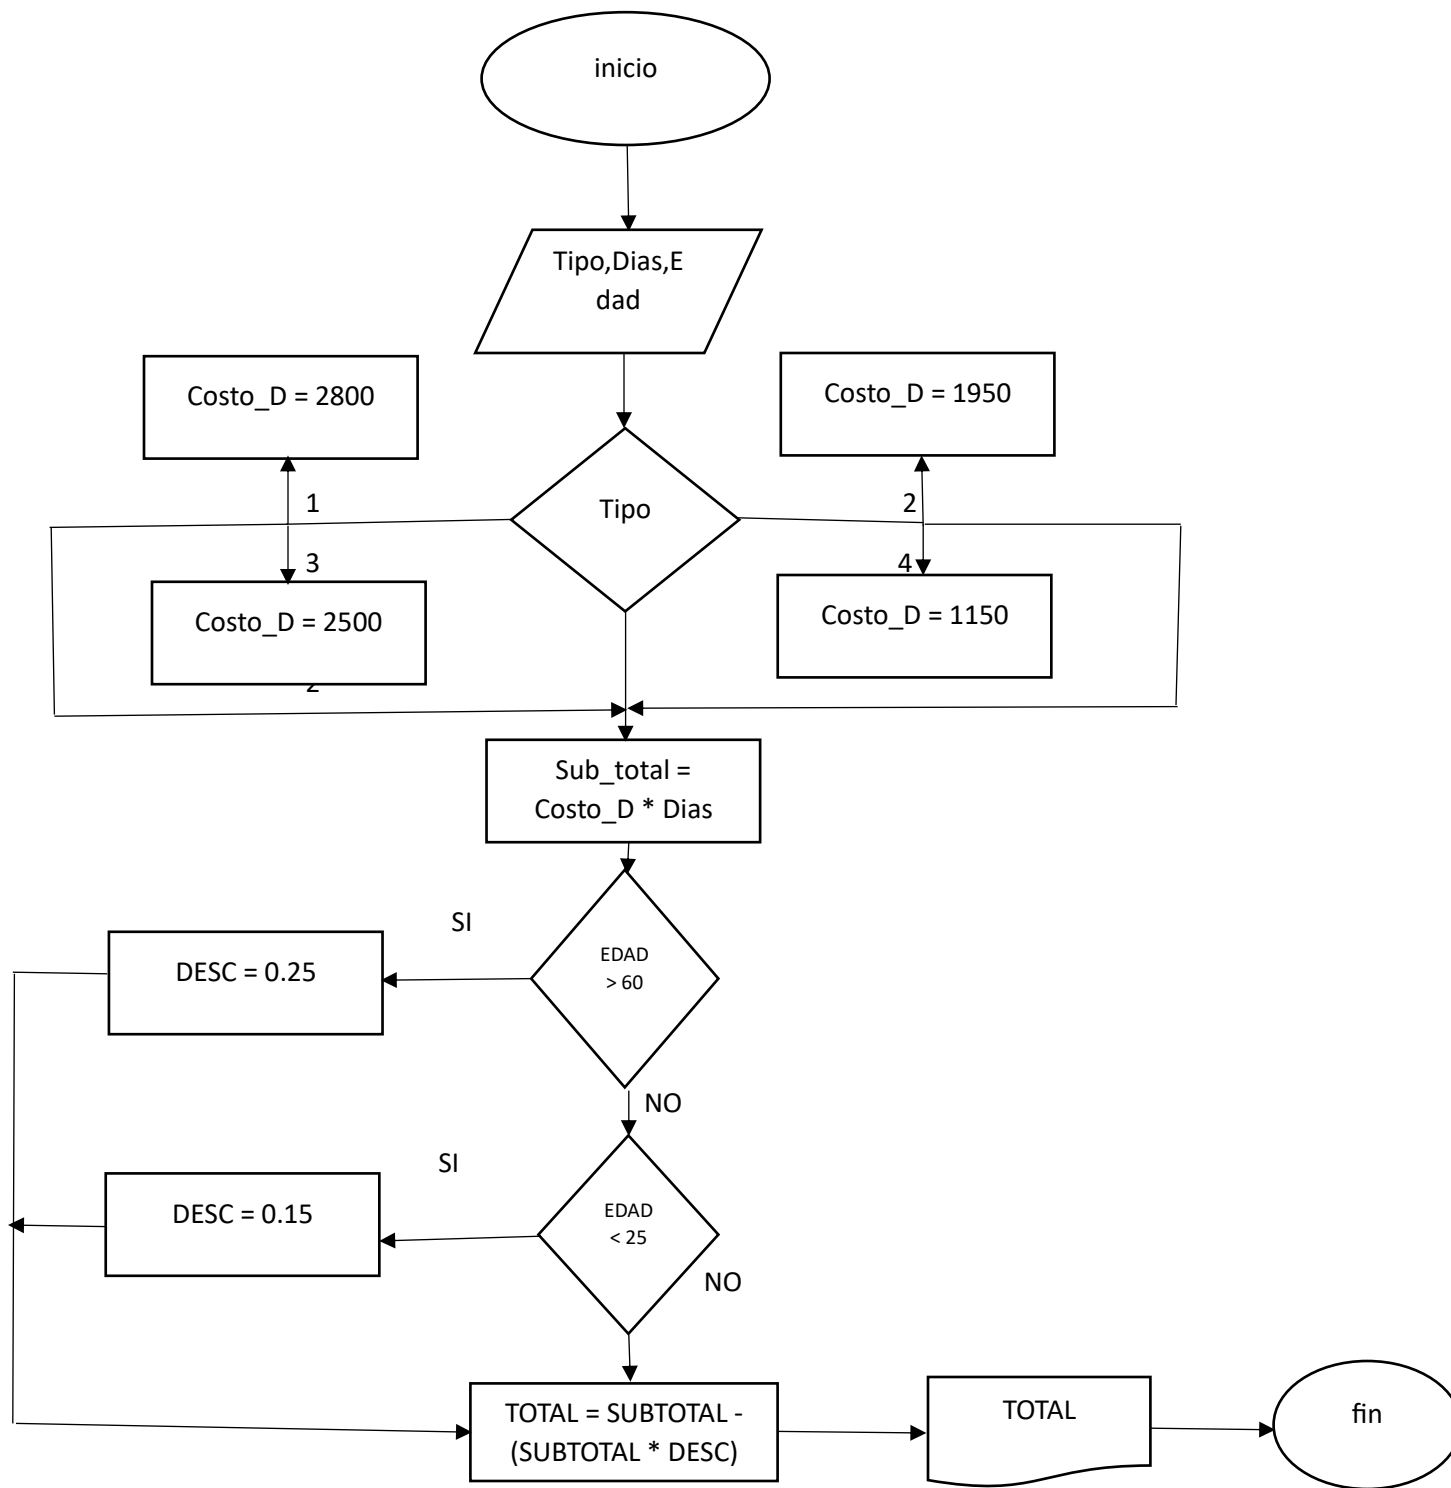 inicio
Tipo,Dias,E
dad
Costo_D = 2800
Costo_D = 1950
1
Tipo
2
3
4
Costo_D = 2500
Costo_D = 1150
Sub_total =
Costo_D * Dias
SI
EDAD
> 60
DESC = 0.25
NO
SI
EDAD
< 25
DESC = 0.15
NO
TOTAL = SUBTOTAL -
(SUBTOTAL * DESC)
TOTAL
fin